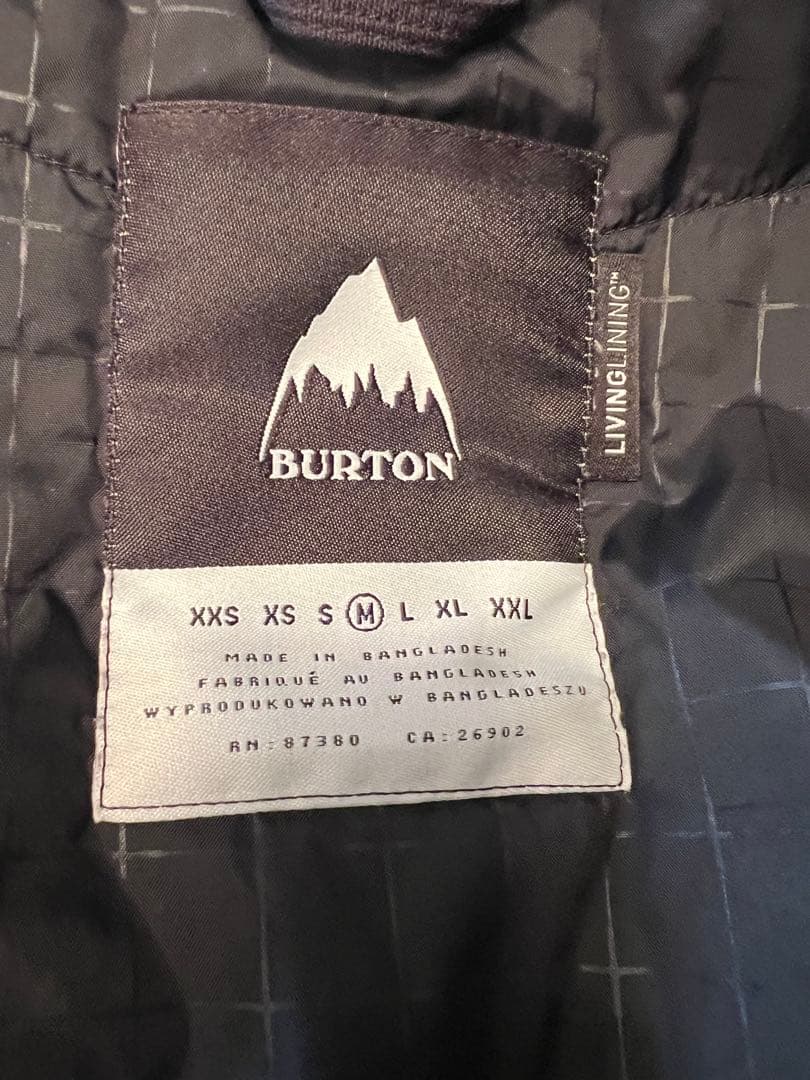 BURTON
LIVINGLINING™
XXS XS S M L XL XXL
MADE IN BANGLADESH
FABRIQUÉ AU BANGLADESH
WYPRODUKOWANO W BANGLADESZU
RN:87380 CA:26902